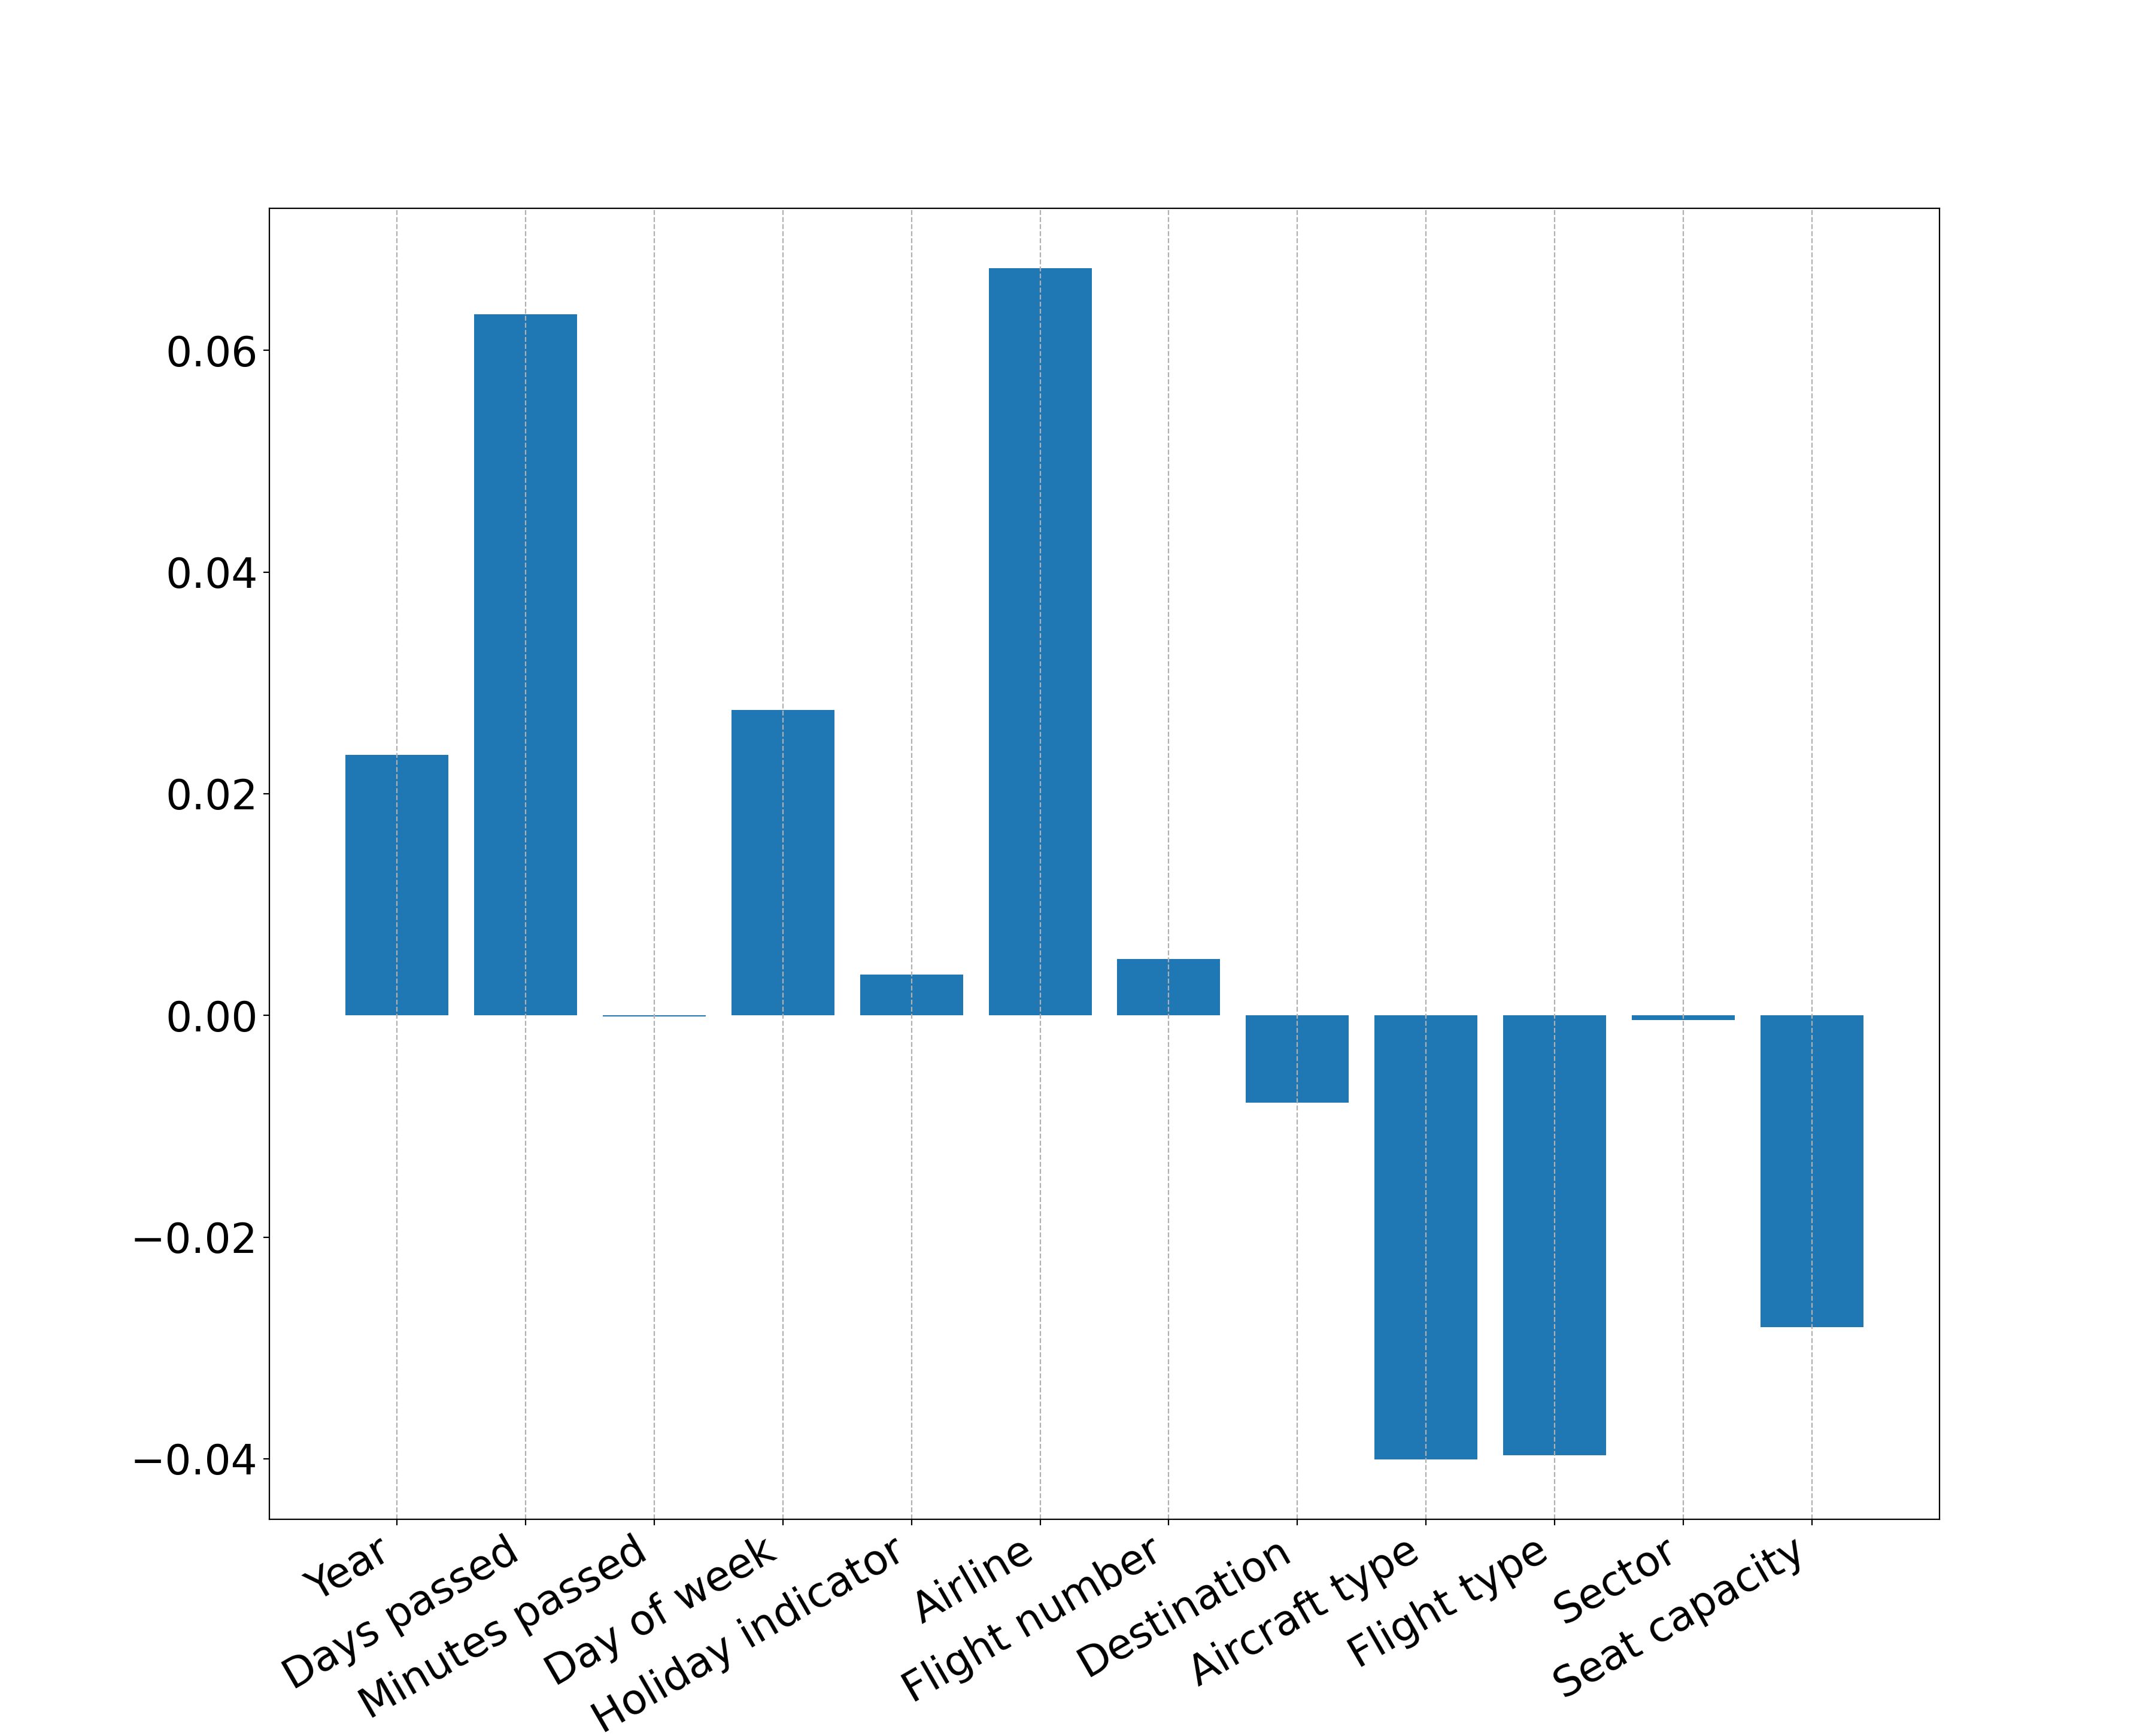 0.06
0.04
0.02
0.00
−0.02
−0.04
Year
Days passed
Minutes passed
Day of week
Holiday indicator
Airline
Flight number
Destination
Aircraft type
Flight type
Sector
Seat capacity